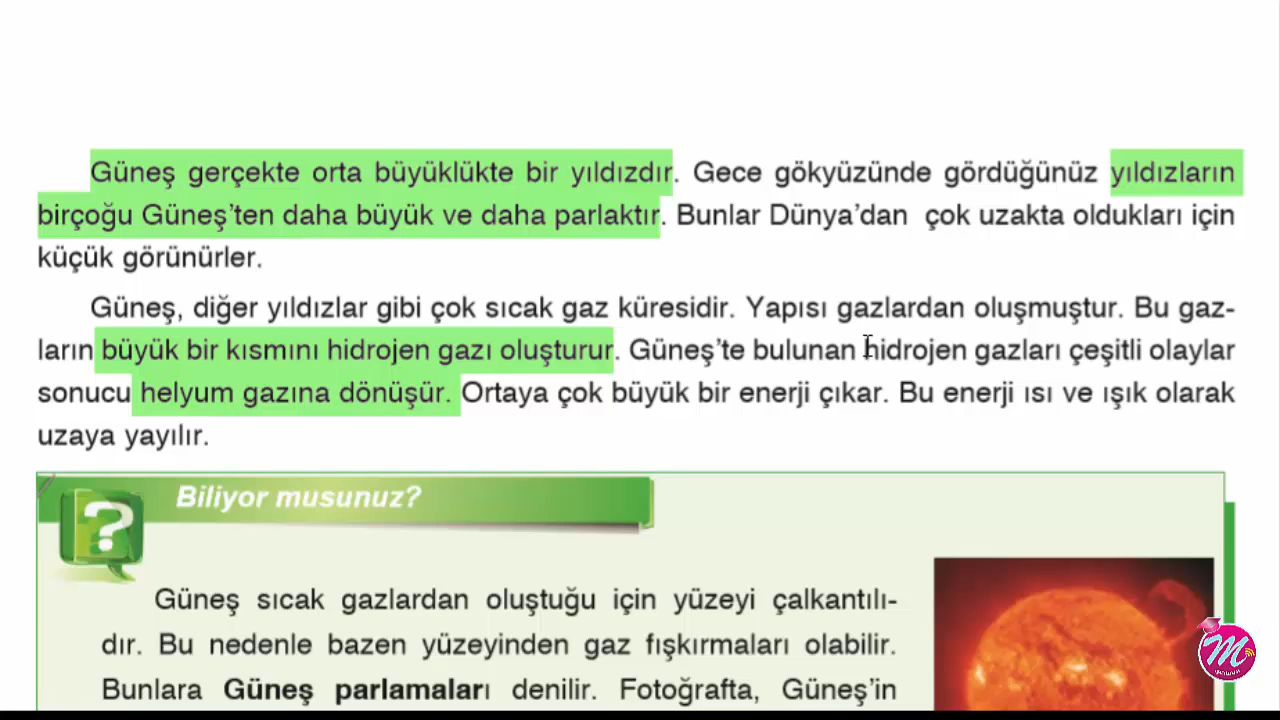 Güneş gerçekte orta büyüklükte bir yıldızdır. Gece gökyüzünde gördüğünüz yıldızların
birçoğu Güneş'ten daha büyük ve daha parlaktır. Bunlar Dünya'dan çok uzakta oldukları için
küçük görünürler.
Güneş, diğer yıldızlar gibi çok sıcak gaz küresidir. Yapısı gazlardan oluşmuştur. Bu gaz-
ların büyük bir kısmını hidrojen gazı oluşturur. Güneş'te bulunan hidrojen gazları çeşitli olaylar
sonucu helyum gazına dönüşür. Ortaya çok büyük bir enerji çıkar. Bu enerji ısı ve ışık olarak
uzaya yayılır.
?
Biliyor musunuz?
Güneş sıcak gazlardan oluştuğu için yüzeyi çalkantılı-
dır. Bu nedenle bazen yüzeyinden gaz fışkırmaları olabilir.
Bunlara Güneş parlamaları denilir. Fotoğrafta, Güneş'in